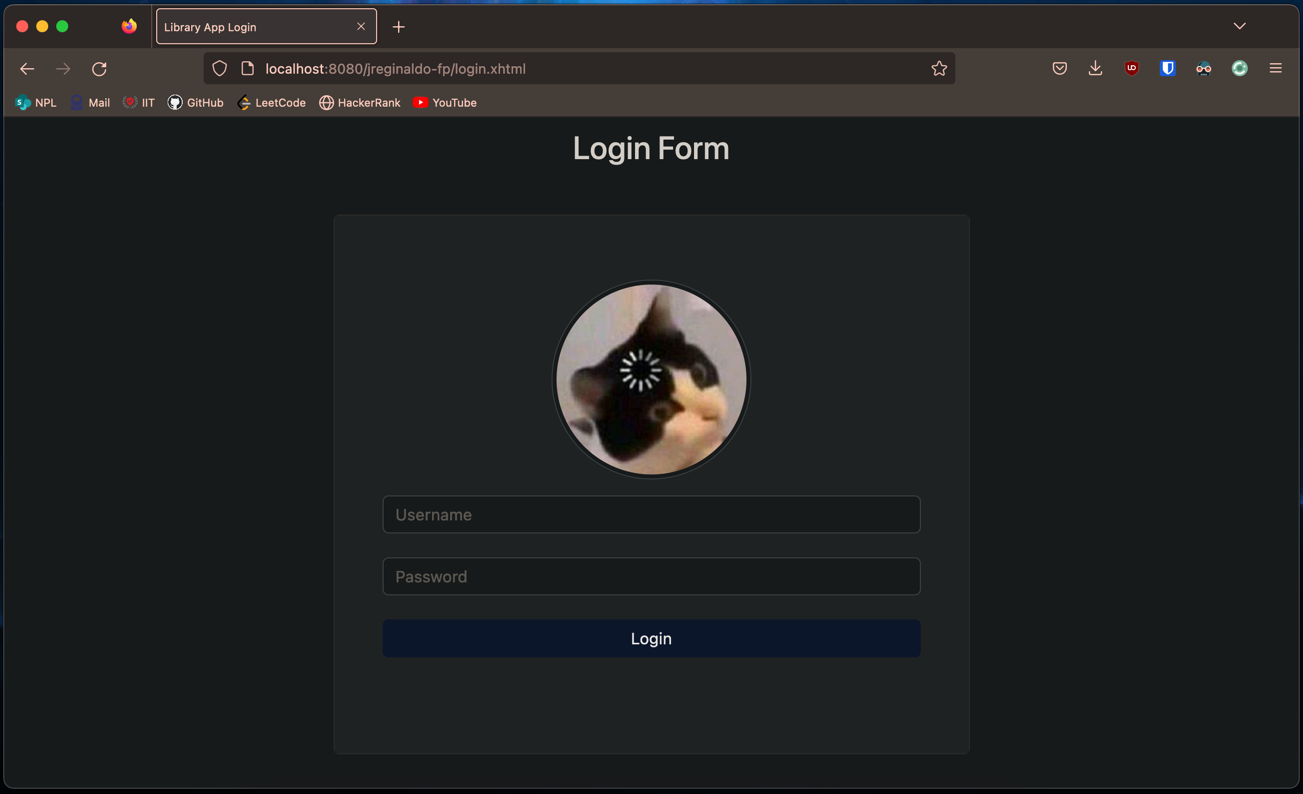 Library App Login
localhost:8080/jreginaldo-fp/login.xhtml
NPL Mail IIT GitHub LeetCode HackerRank YouTube
Login Form
Username
Password
Login